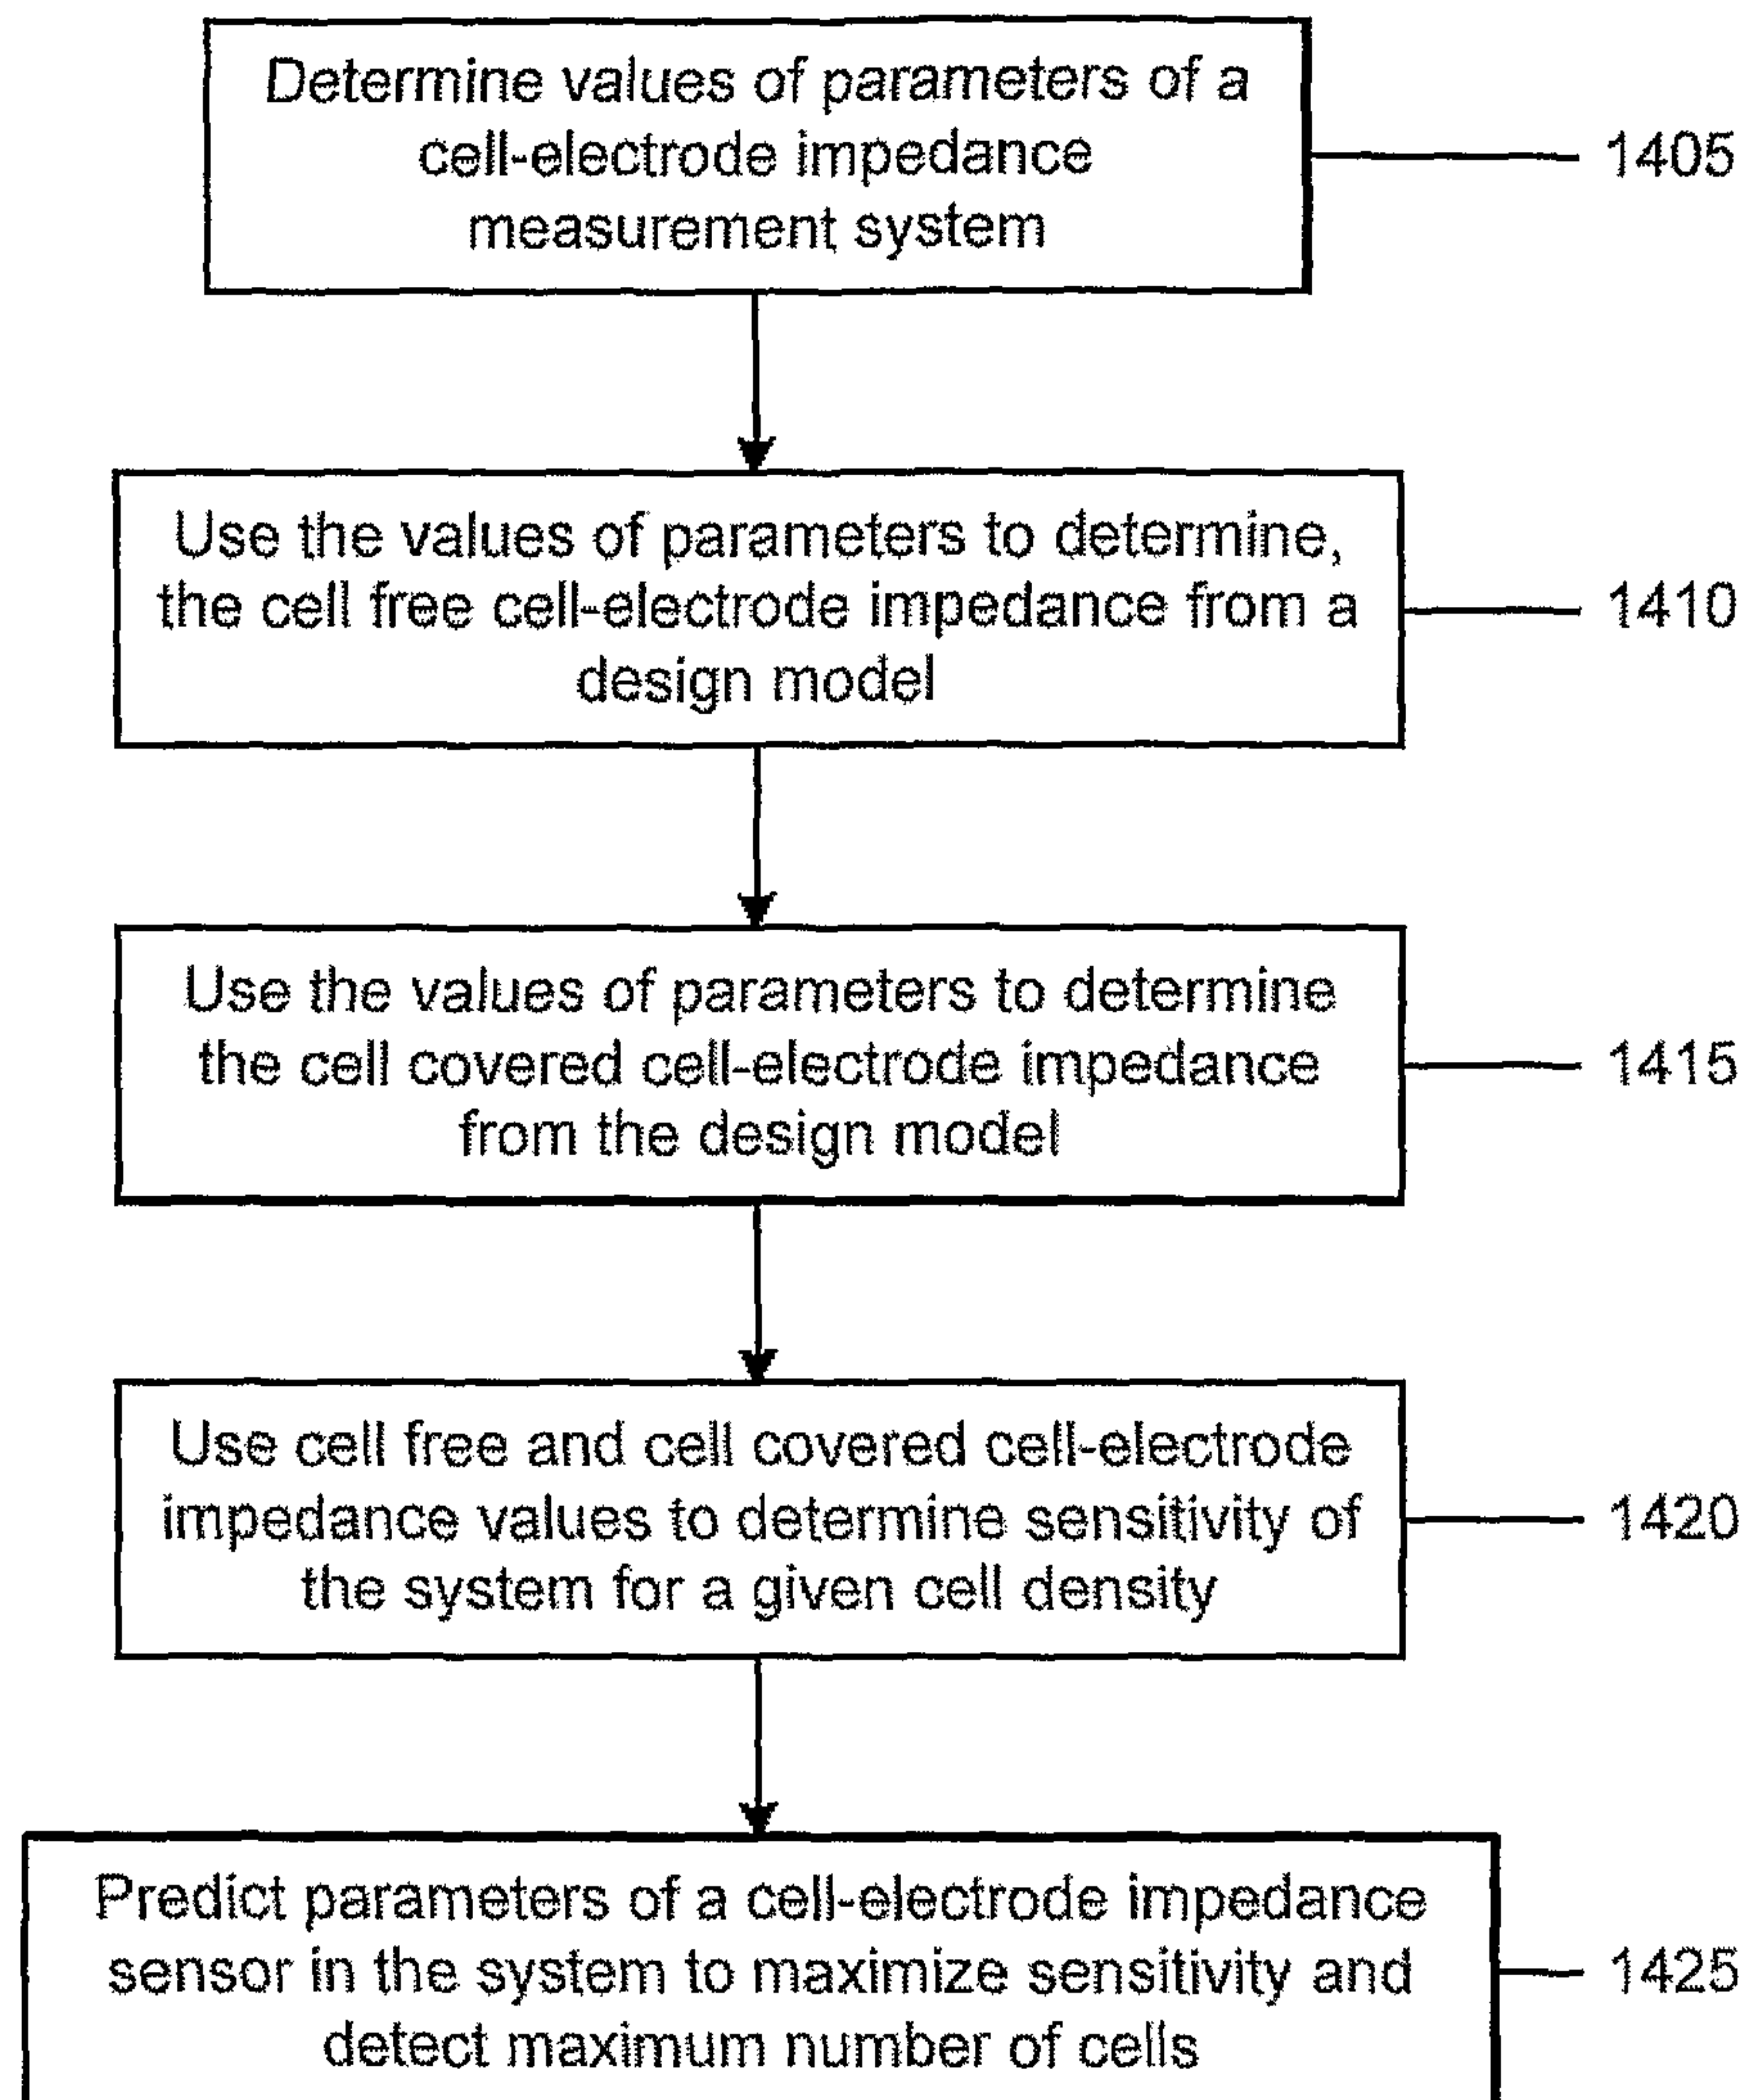 Determine values of parameters of a
cell-electrode impedance
measurement system
1405
Use the values of parameters to determine,
the cell free cell-electrode impedance from a
design model
1410
Use the values of parameters to determine
the cell covered cell-electrode impedance
from the design model
1415
Use cell free and cell covered cell-electrode
impedance values to determine sensitivity of
the system for a given cell density
1420
Predict parameters of a cell-electrode impedance
sensor in the system to maximize sensitivity and
detect maximum number of cells
1425